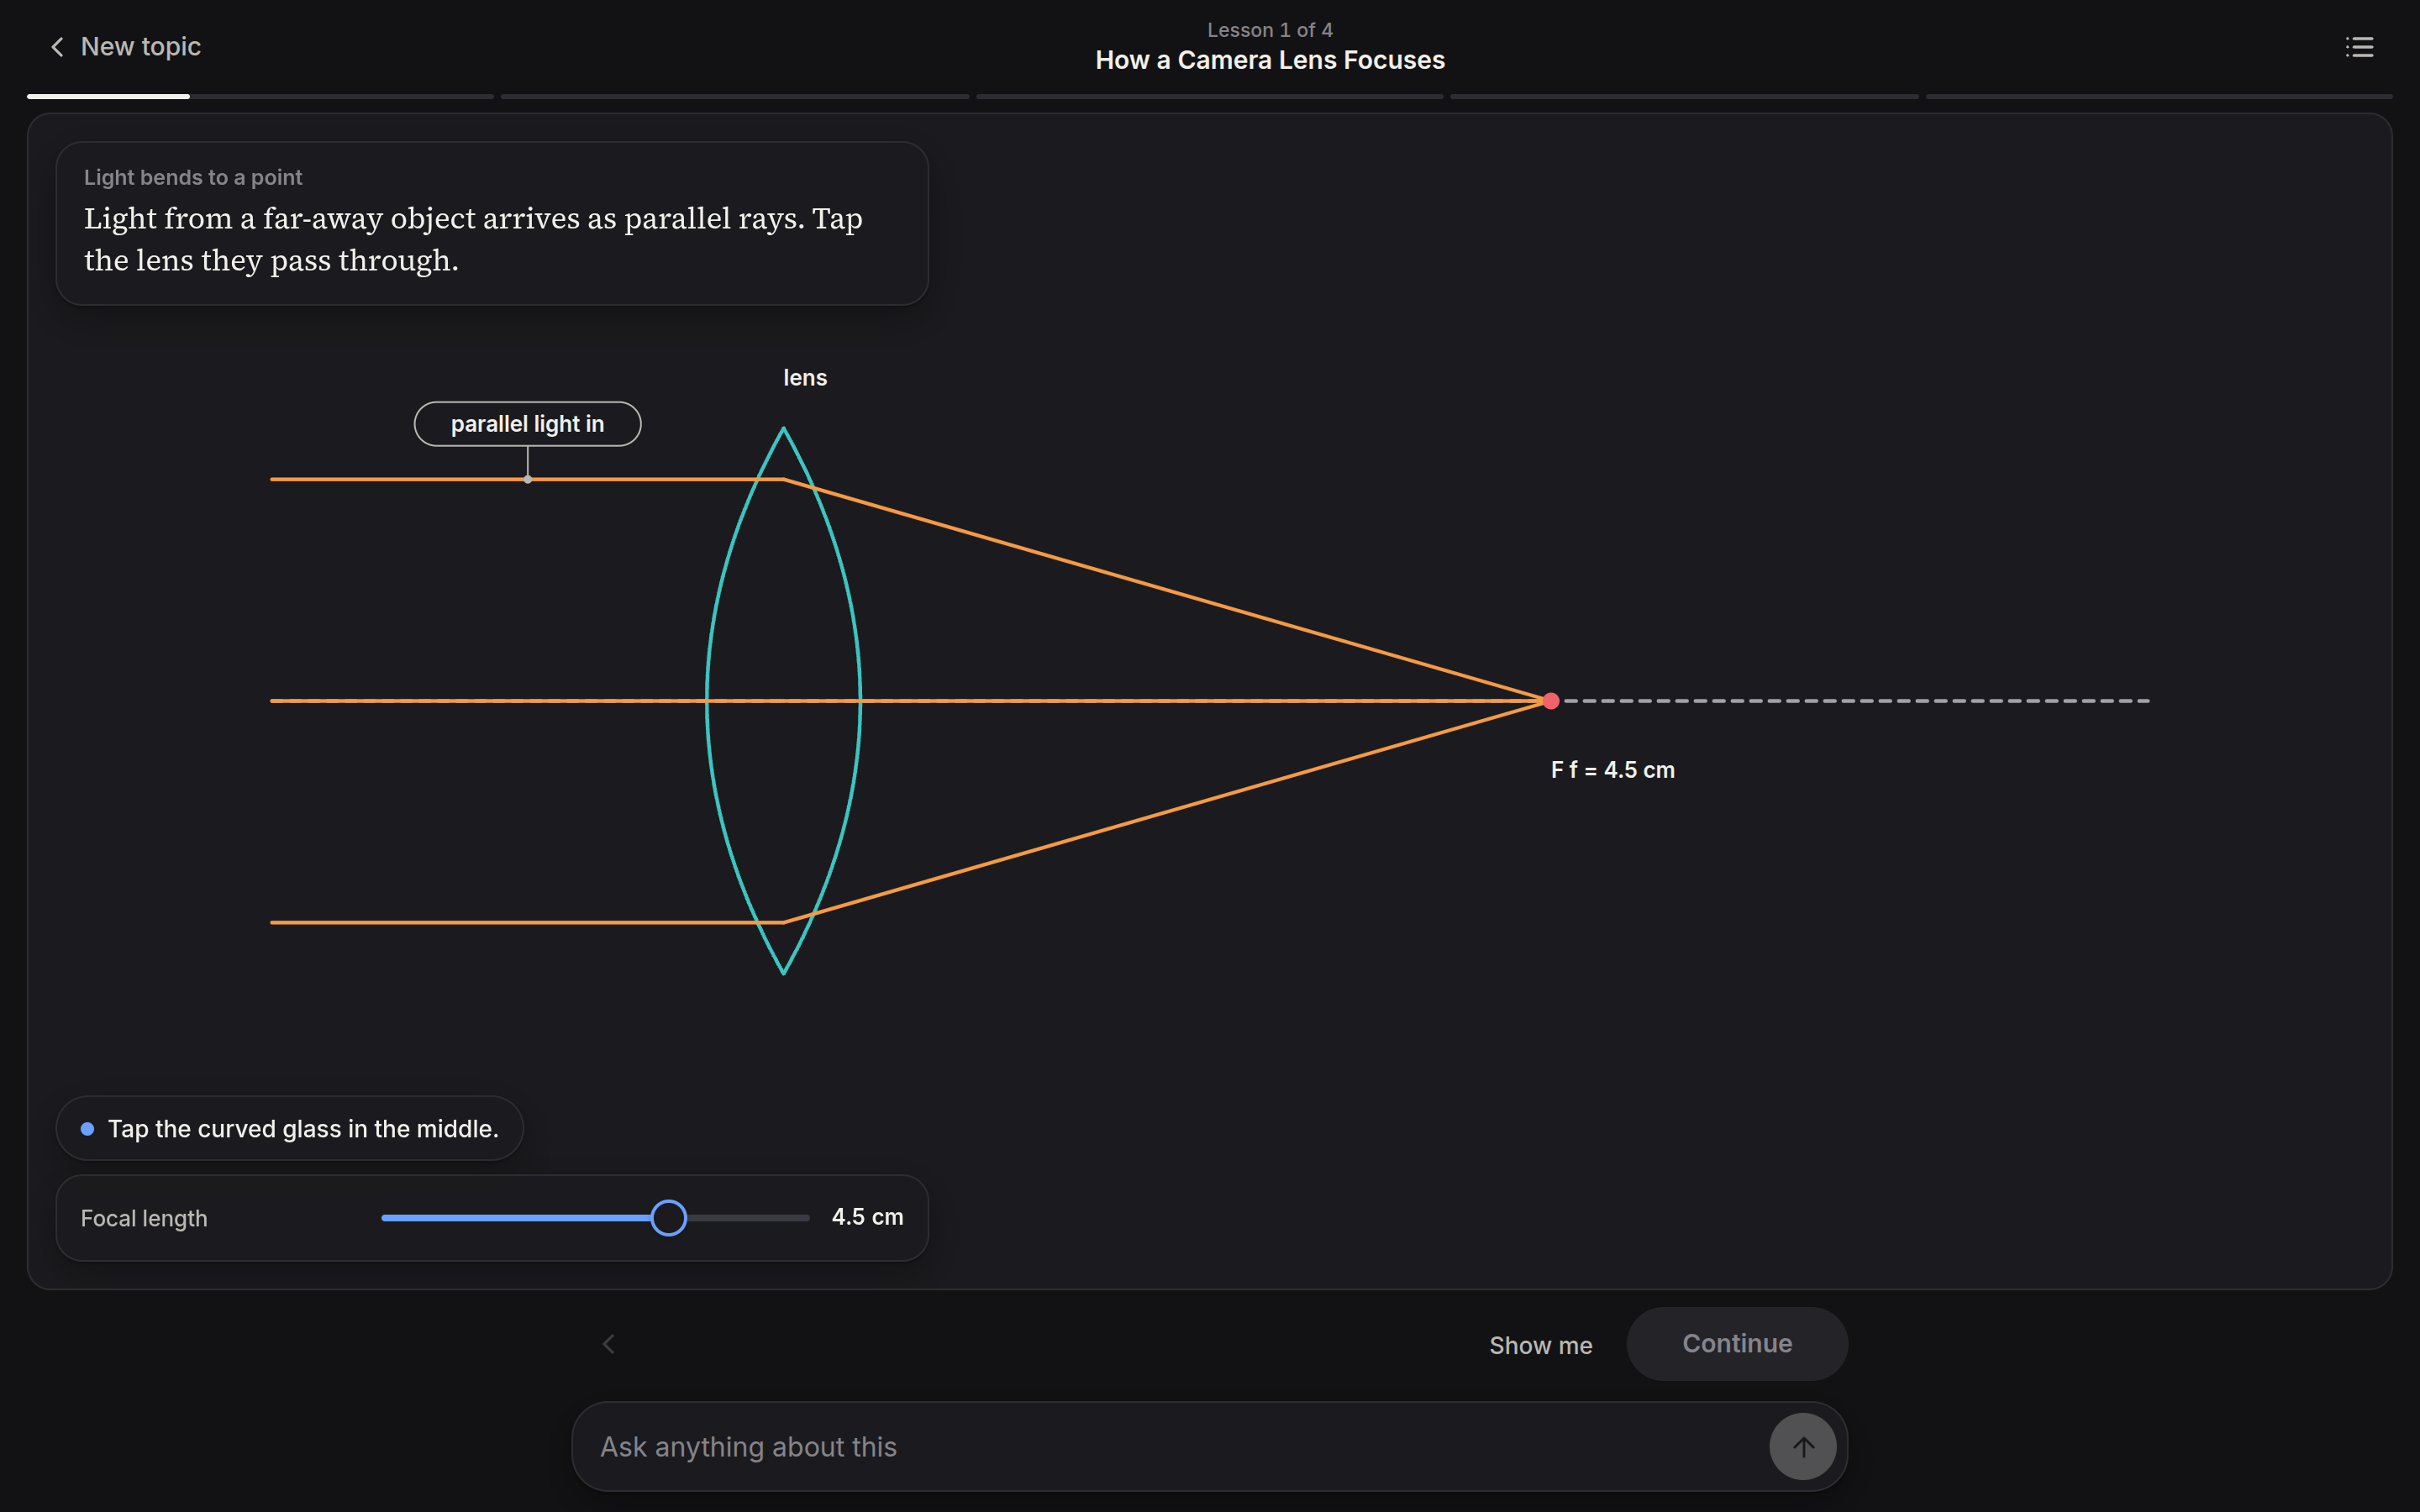 New topic
Lesson 1 of 4
How a Camera Lens Focuses
Light bends to a point
Light from a far-away object arrives as parallel rays. Tap
the lens they pass through.
lens
parallel light in
F f = 4.5 cm
Tap the curved glass in the middle.
Focal length
4.5 cm
Show me
Continue
Ask anything about this